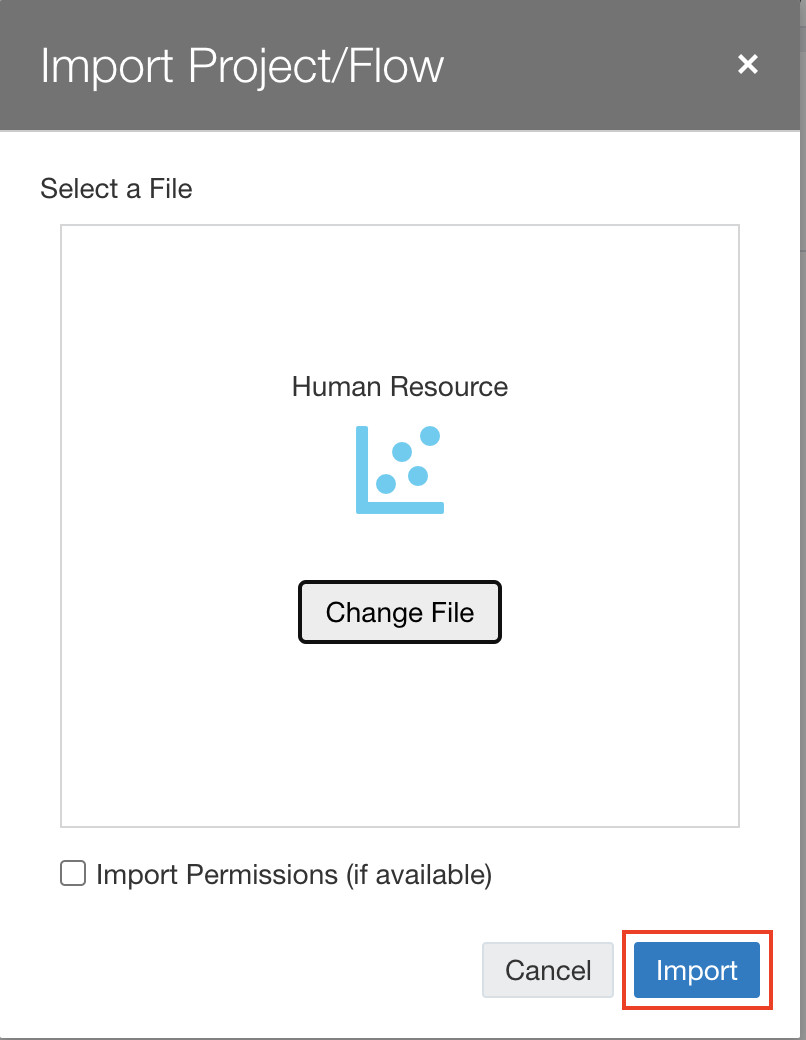 Import Project/Flow
Select a File
Human Resource
Change File
Import Permissions (if available)
Cancel
Import